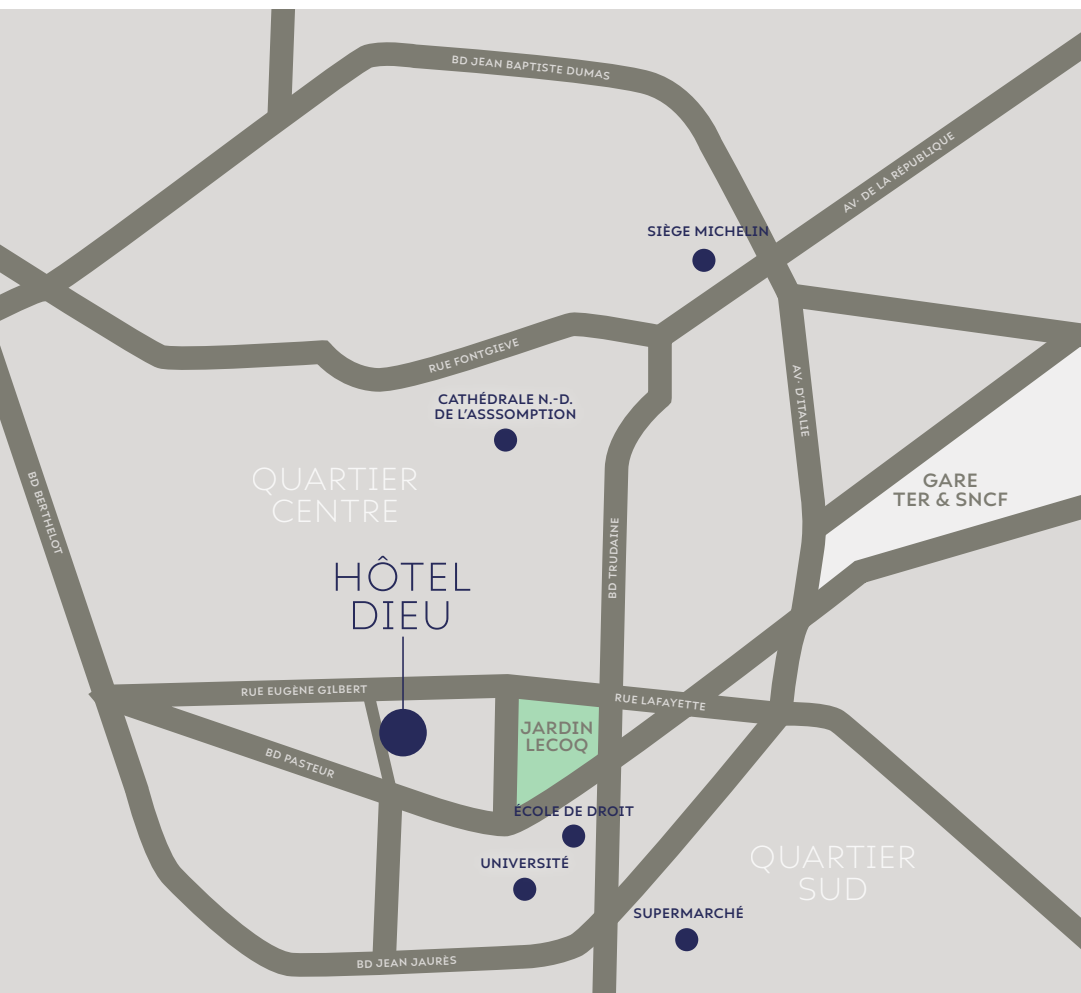 BD JEAN BAPTISTE DUMAS
AV· DE LA RÉPUBLIQUE
SIÈGE MICHELIN
RUE FONTGIEVE
AV· D'ITALIE
CATHÉDRALE N.-D.
DE L'ASSSOMPTION
QUARTIER
CENTRE
GARE
TER & SNCF
BD BERTHELOT
BD TRUDAINE
HÔTEL
DIEU
RUE EUGÈNE GILBERT
RUE LAFAYETTE
JARDIN
LECOQ
BD PASTEUR
ÉCOLE DE DROIT
UNIVERSITÉ
QUARTIER
SUD
SUPERMARCHÉ
BD JEAN JAURÈS